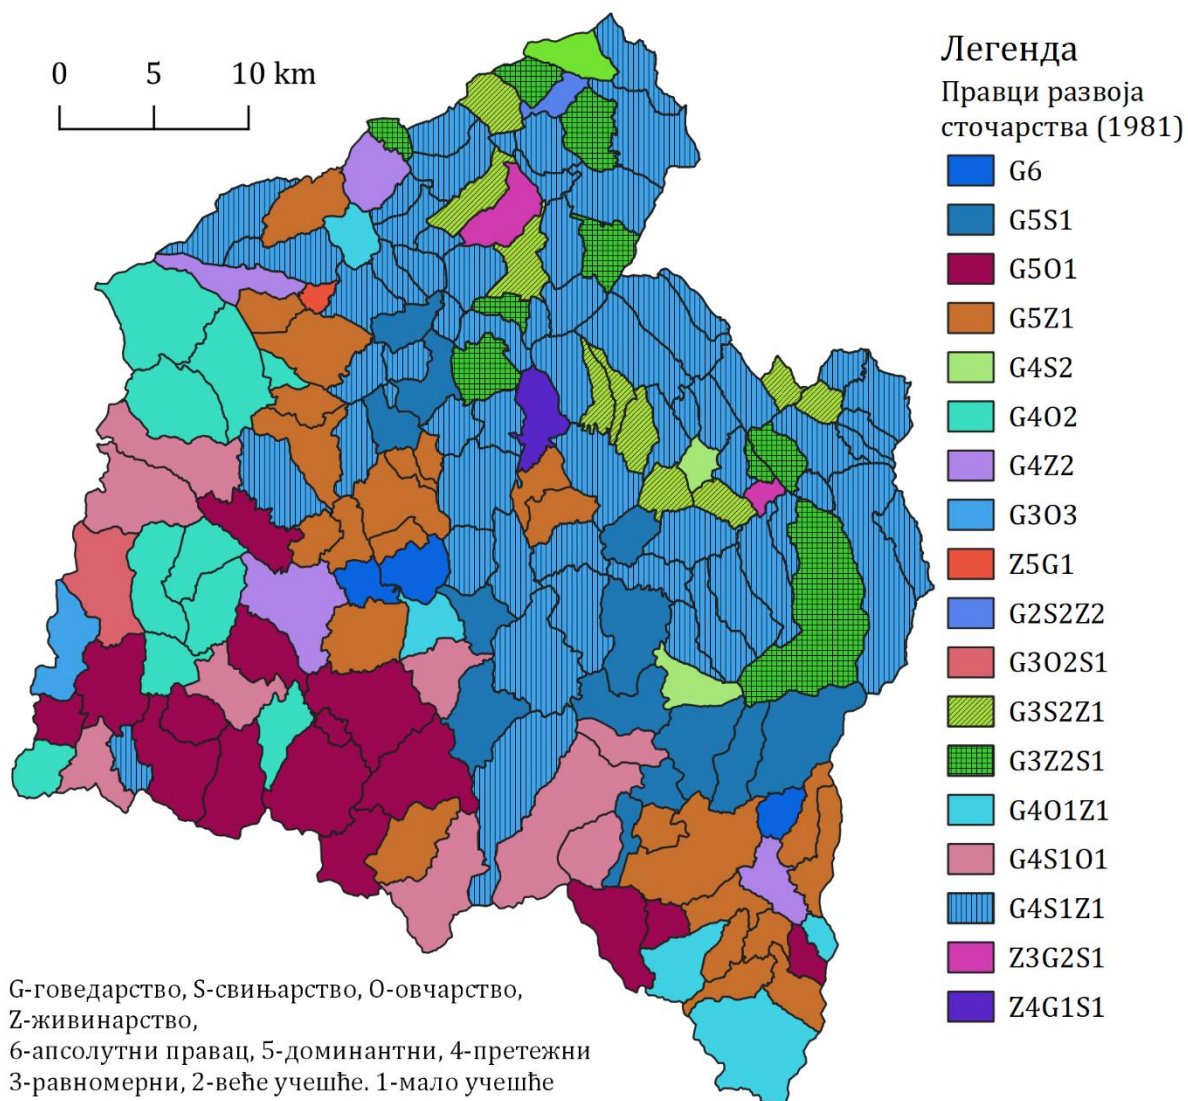 0 5 10 km
Легенда
Правци развоја
сточарства (1981)
G6
G5S1
G5O1
G5Z1
G4S2
G4O2
G4Z2
G3O3
Z5G1
G2S2Z2
G3O2S1
G3S2Z1
G3Z2S1
G4O1Z1
G4S1O1
G4S1Z1
Z3G2S1
Z4G1S1
G-говедарство, S-свињарство, О-овчарство,
Z-живинарство,
6-апсолутни правац, 5-доминантни, 4-претежни
3-равномерни, 2-веће учешће. 1-мало учешће